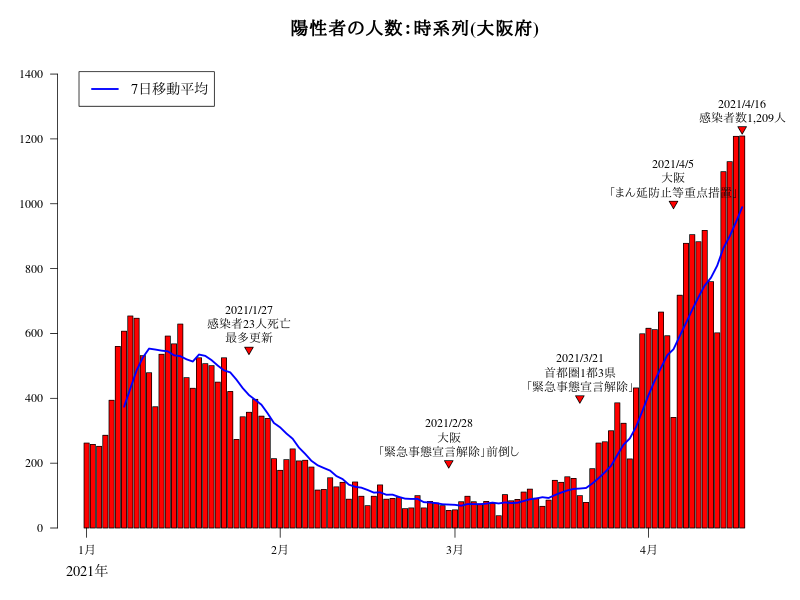 陽性者の人数:時系列(大阪府)
7日移動平均
1400
1200
1000
800
600
400
200
0
2021/1/27
感染者23人死亡
最多更新
2021/2/28
大阪
「緊急事態宣言解除」前倒し
2021/3/21
首都圏1都3県
「緊急事態宣言解除」
2021/4/5
大阪
「まん延防止等重点措置」
2021/4/16
感染者数1,209人
1月
2月
3月
4月
2021年